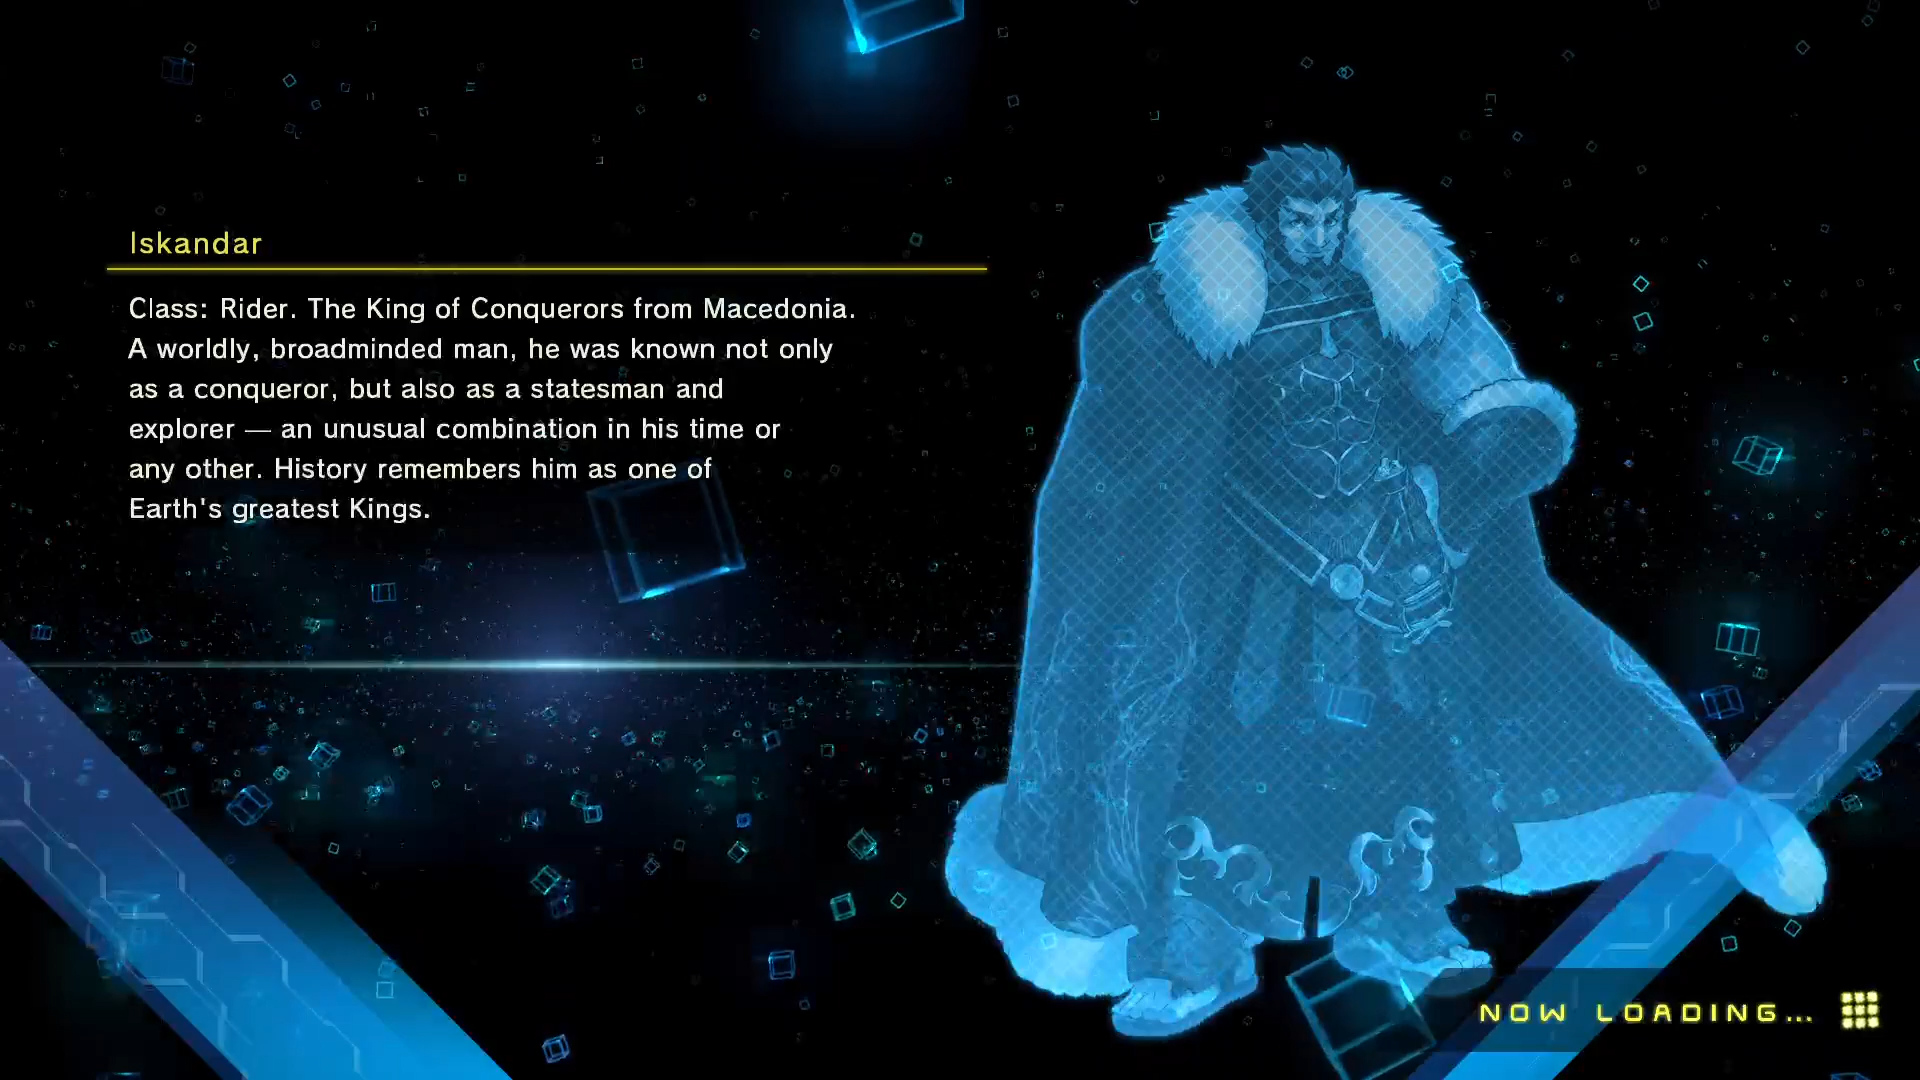 Iskandar
Class: Rider. The King of Conquerors from Macedonia.
A worldly, broadminded man, he was known not only
as a conqueror, but also as a statesman and
explorer — an unusual combination in his time or
any other. History remembers him as one of
Earth's greatest Kings.
NOW LOADING...